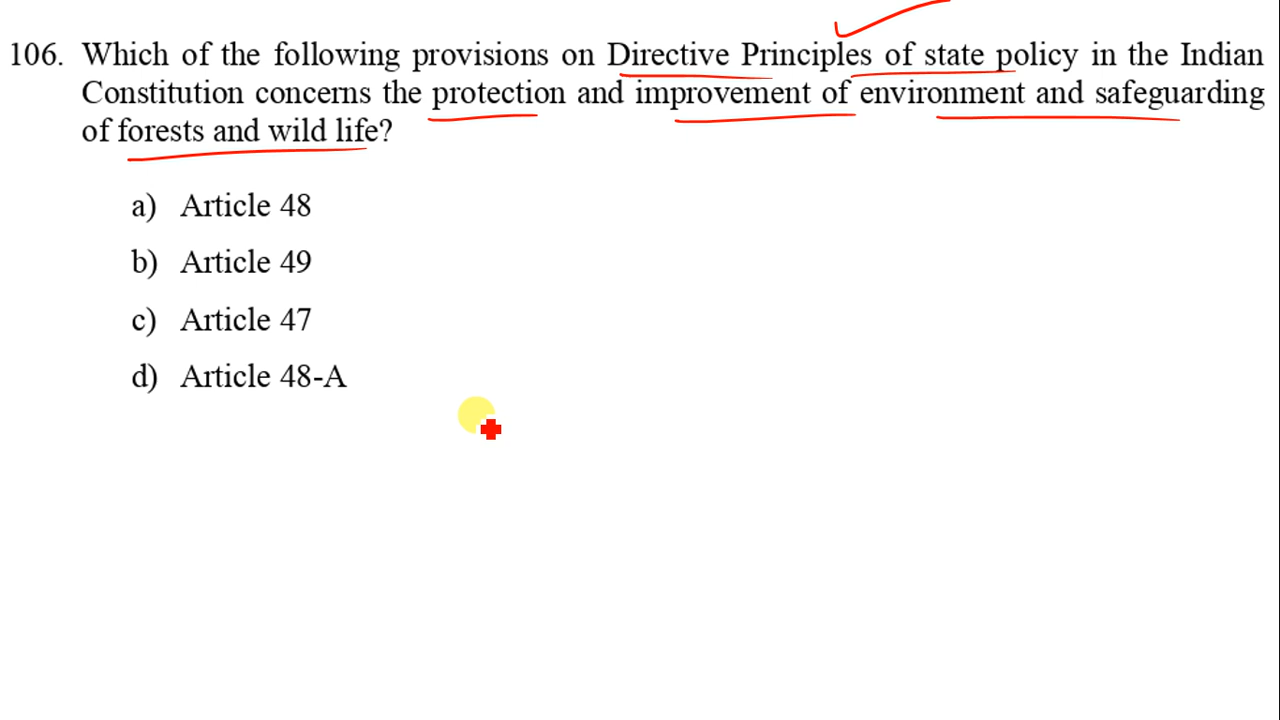 106. Which of the following provisions on Directive Principles of state policy in the Indian
Constitution concerns the protection and improvement of environment and safeguarding
of forests and wild life?
a) Article 48
b) Article 49
c) Article 47
d) Article 48-A